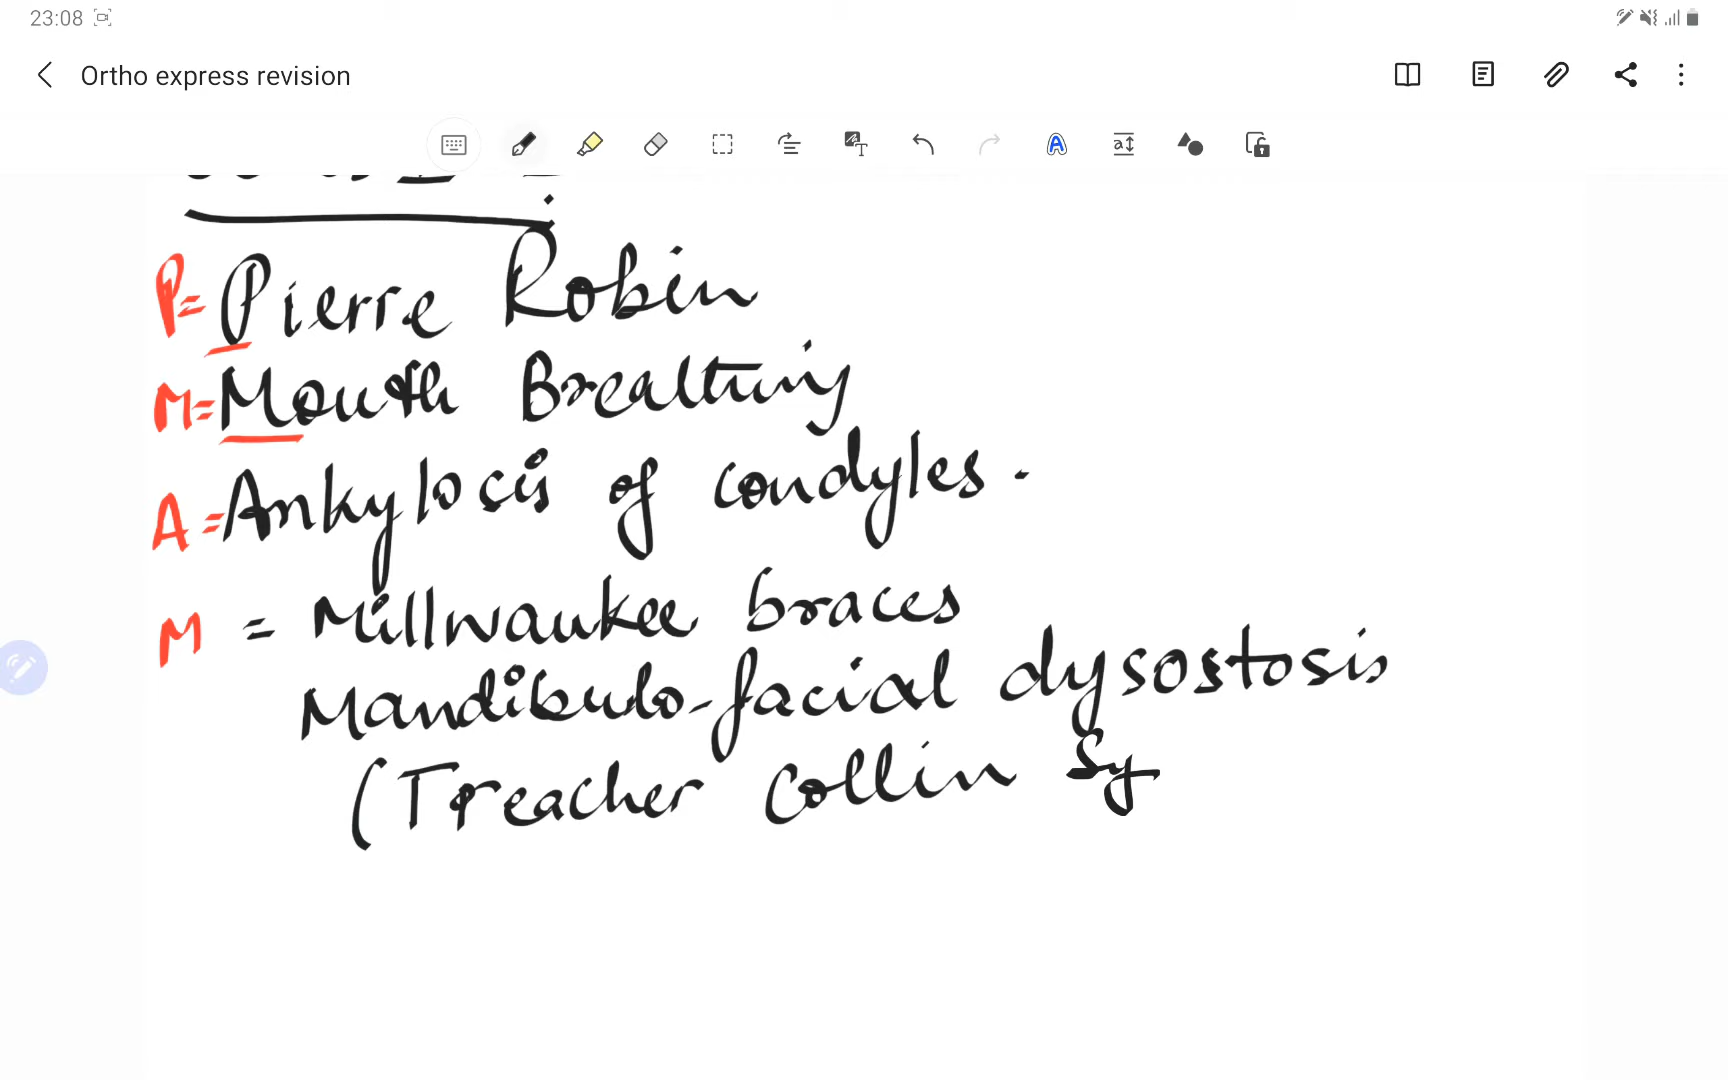 23:08
Ortho express revision
P= Pierre Robin
M= Mouth Breathing
A= Ankylosis of condyles.
M = Millwaukee braces
Mandibulo-facial dysostosis
(Treacher Collin Sy